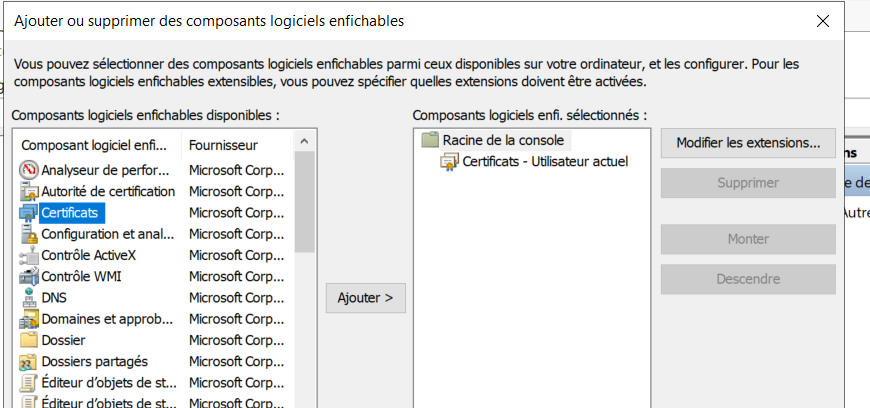 Ajouter ou supprimer des composants logiciels enfichables
Vous pouvez sélectionner des composants logiciels enfichables parmi ceux disponibles sur votre ordinateur, et les configurer. Pour les
composants logiciels enfichables extensibles, vous pouvez spécifier quelles extensions doivent être activées.
Composants logiciels enfichables disponibles :
Composant logiciel enfi... Fournisseur
Analyseur de perfor... Microsoft Corp...
Autorité de certification Microsoft Corp...
Certificats Microsoft Corp...
Configuration et anal... Microsoft Corp...
Contrôle ActiveX Microsoft Corp...
Contrôle WMI Microsoft Corp...
DNS Microsoft Corp...
Domaines et approb... Microsoft Corp...
Dossier Microsoft Corp...
Dossiers partagés Microsoft Corp...
Éditeur d'objets de st... Microsoft Corp...
Éditeur d'objets de st... Microsoft Corp...
Ajouter >
Composants logiciels enfi. sélectionnés :
Racine de la console
Certificats - Utilisateur actuel
Modifier les extensions...
Supprimer
Monter
Descendre
ns
e de
Autre